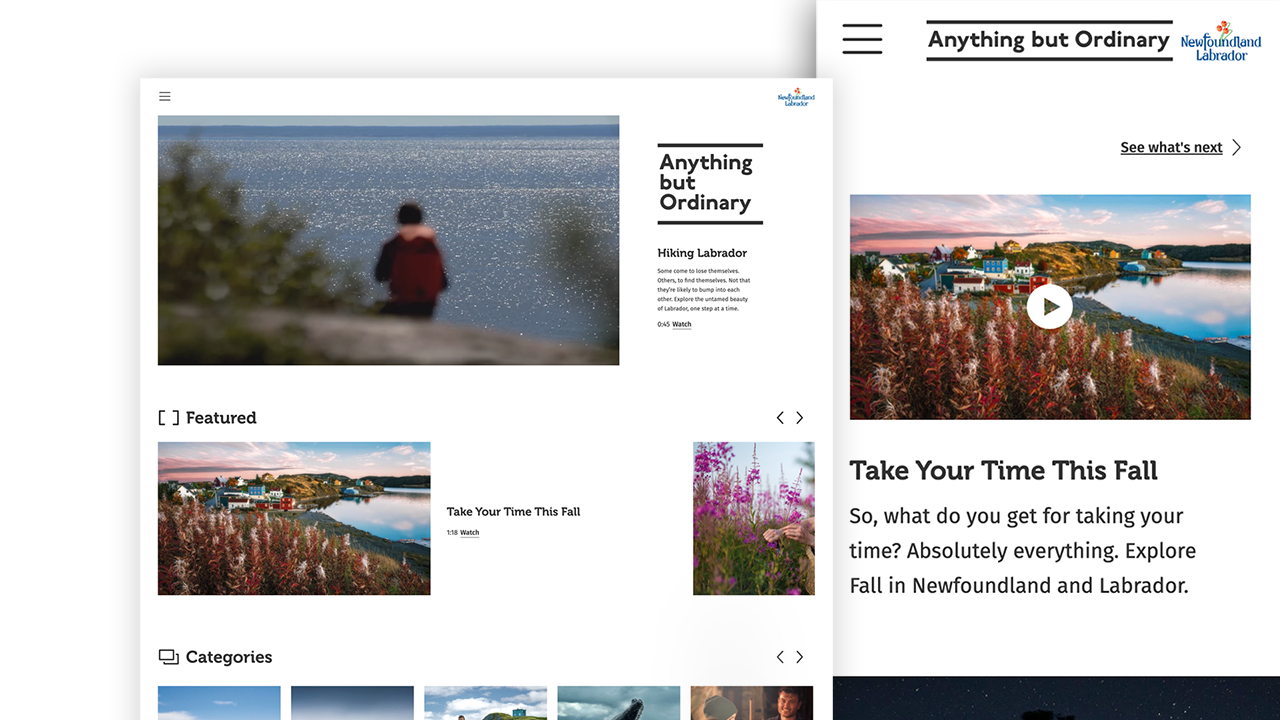 Newfoundland
Labrador
Anything
but
Ordinary
Hiking Labrador
Some come to lose themselves.
Others, to find themselves. Not that
they're likely to bump into each
other. Explore the untamed beauty
of Labrador, one step at a time.
0:45 Watch
Featured
Take Your Time This Fall
1:18 Watch
Categories
Anything but Ordinary
Newfoundland
Labrador
See what's next
Take Your Time This Fall
So, what do you get for taking your
time? Absolutely everything. Explore
Fall in Newfoundland and Labrador.